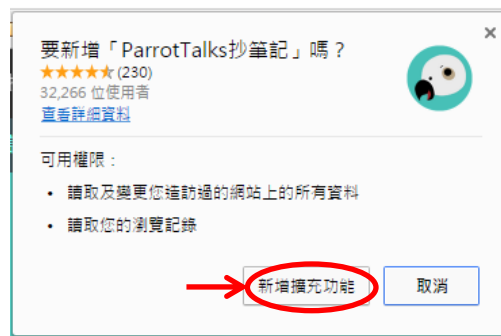 要新增「ParrotTalks抄筆記」嗎？
(230)
32,266 位使用者
查看詳細資料
可用權限：
• 讀取及變更您造訪過的網站上的所有資料
• 讀取您的瀏覽記錄
新增擴充功能
取消